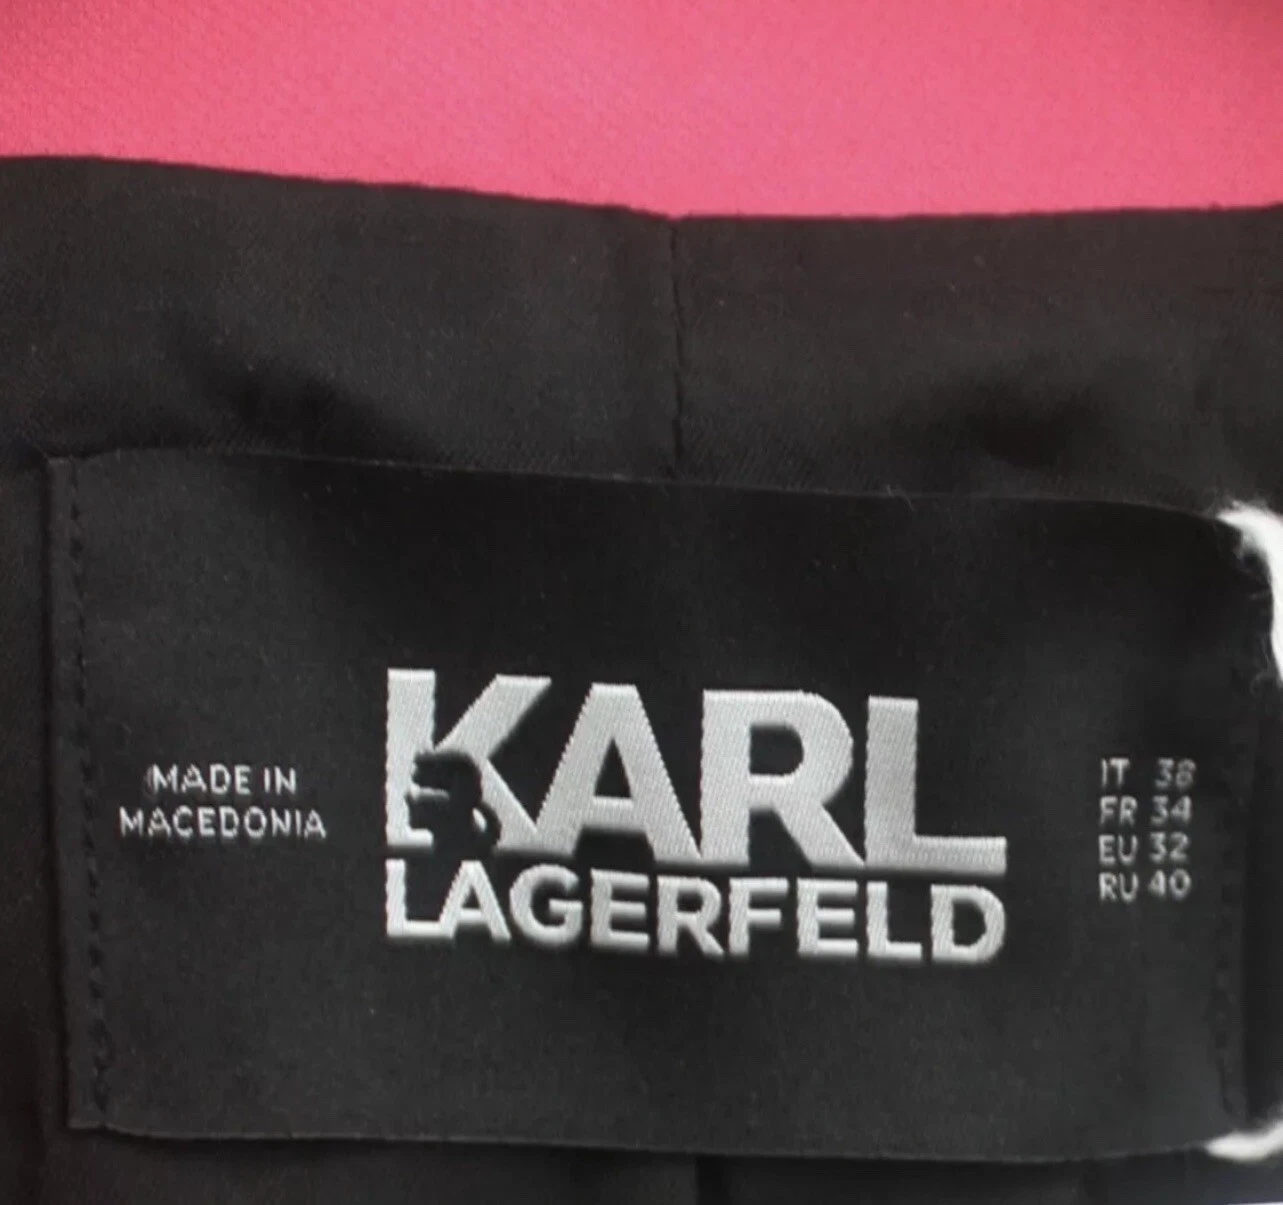 MADE IN
MACEDONIA
KARL
LAGERFELD
IT 38
FR 34
EU 32
RU 40